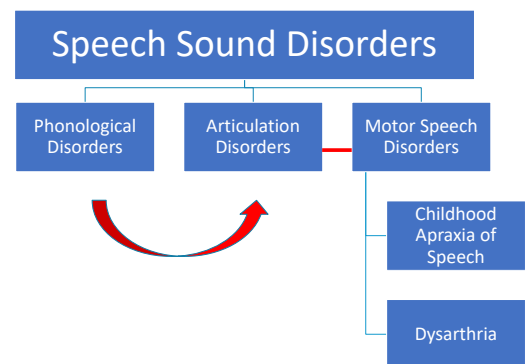 Speech Sound Disorders
Phonological
Disorders
Articulation
Disorders
Motor Speech
Disorders
Childhood
Apraxia of
Speech
Dysarthria